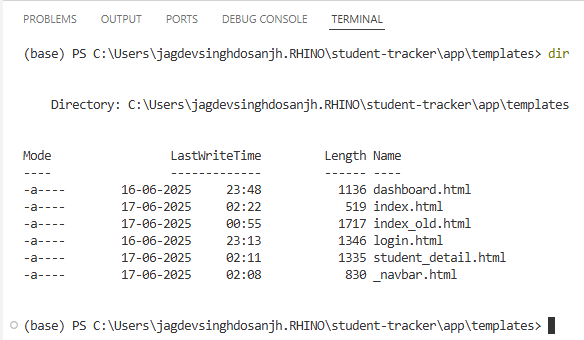 PROBLEMS OUTPUT PORTS DEBUG CONSOLE TERMINAL
(base) PS C:\Users\jagdevsinghdosanjh.RHINO\student-tracker\app\templates> dir
Directory: C:\Users\jagdevsinghdosanjh.RHINO\student-tracker\app\templates
Mode LastWriteTime Length Name
---- ------------- ------ ----
-a---- 16-06-2025 23:48 1136 dashboard.html
-a---- 17-06-2025 02:22 519 index.html
-a---- 17-06-2025 00:55 1717 index_old.html
-a---- 16-06-2025 23:13 1346 login.html
-a---- 17-06-2025 02:11 1335 student_detail.html
-a---- 17-06-2025 02:08 830 _navbar.html
(base) PS C:\Users\jagdevsinghdosanjh.RHINO\student-tracker\app\templates>